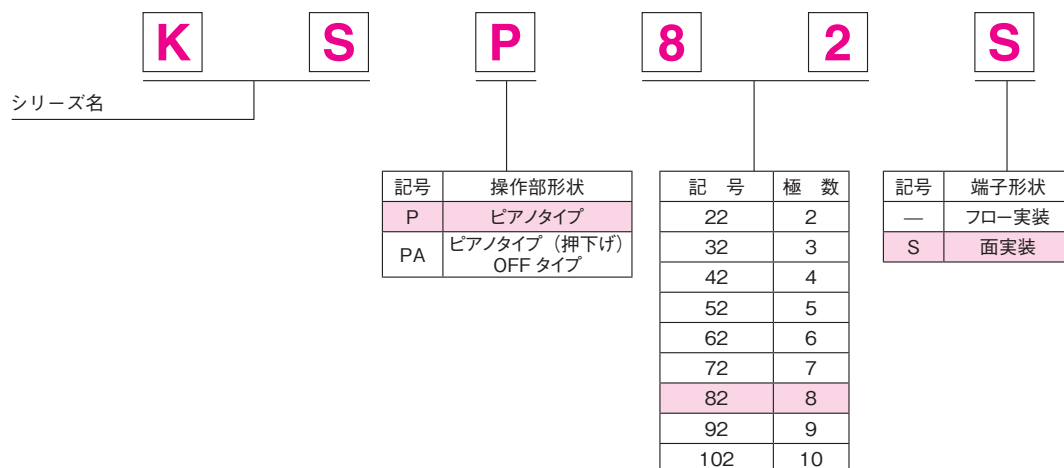 K S P 8 2 S
シリーズ名
記号 操作部形状
P ピアノタイプ
PA ピアノタイプ（押下げ）
OFF タイプ
記 号 極 数
22 2
32 3
42 4
52 5
62 6
72 7
82 8
92 9
102 10
記号 端子形状
— フロー実装
S 面実装